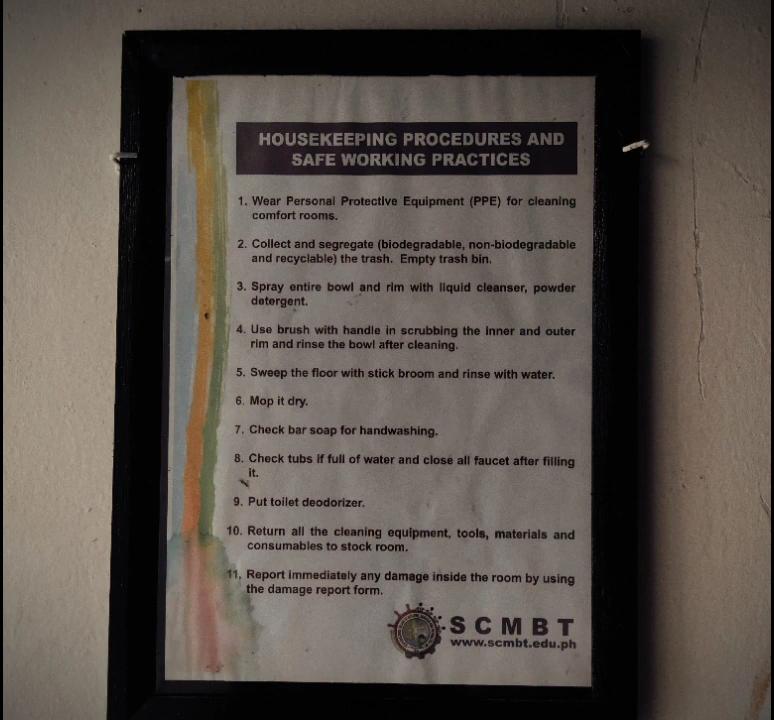 HOUSEKEEPING PROCEDURES AND
SAFE WORKING PRACTICES
1. Wear Personal Protective Equipment (PPE) for cleaning
comfort rooms.
2. Collect and segregate (biodegradable, non-biodegradable
and recyclable) the trash. Empty trash bin.
3. Spray entire bowl and rim with liquid cleanser, powder
detergent.
4. Use brush with handle in scrubbing the inner and outer
rim and rinse the bowl after cleaning.
5. Sweep the floor with stick broom and rinse with water.
6. Mop it dry.
7. Check bar soap for handwashing.
8. Check tubs if full of water and close all faucet after filling
it.
9. Put toilet deodorizer.
10. Return all the cleaning equipment, tools, materials and
consumables to stock room.
11. Report immediately any damage inside the room by using
the damage report form.
SCMBT
www.scmbt.edu.ph